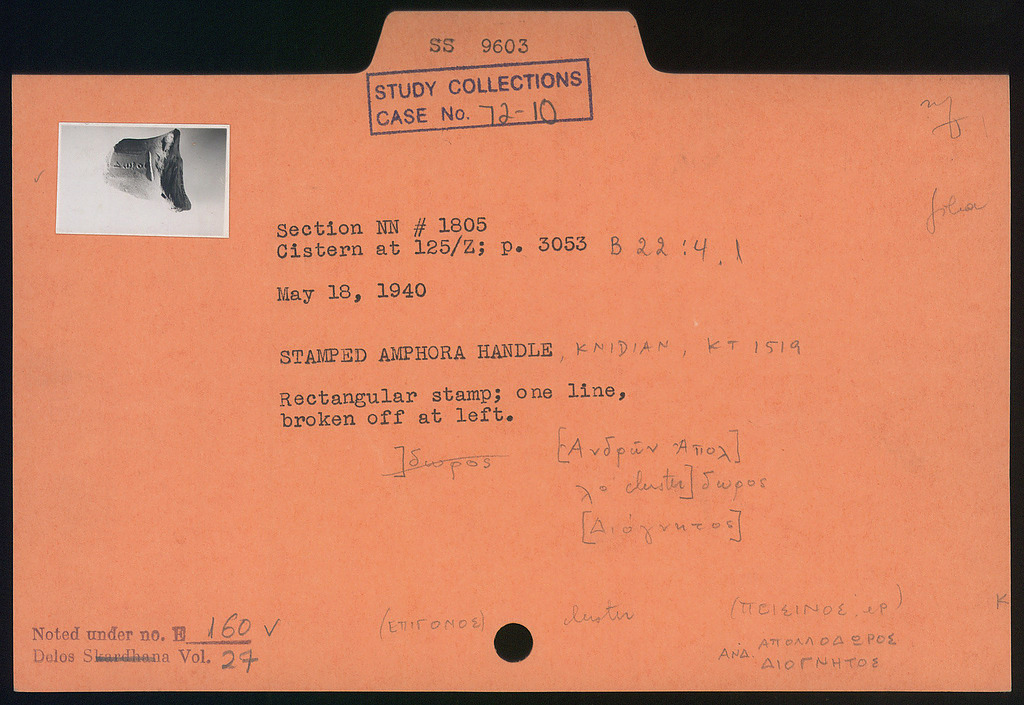 SS 9603
STUDY COLLECTIONS
CASE No. 72-10
Section NN # 1805
Cistern at 125/Z; p. 3053 B 22 : 4 . 1
May 18, 1940
STAMPED AMPHORA HANDLE, KNIDIAN, KT 1519
Rectangular stamp; one line,
broken off at left.
]δωρος
[Ανδρῶν Ἀπολ]
λο cluster] δωρος
[Διόγνητος]
(ΕΠΙΓΟΝΟΣ) cluster (ΠΕΙΣΙΝΟΣ, ep)
ΑΝΔ. ΑΠΟΛΛΟΔΩΡΟΣ
ΔΙΟΓΝΗΤΟΣ
K
Noted under no. E 160 √
Delos Skardhana Vol. 27